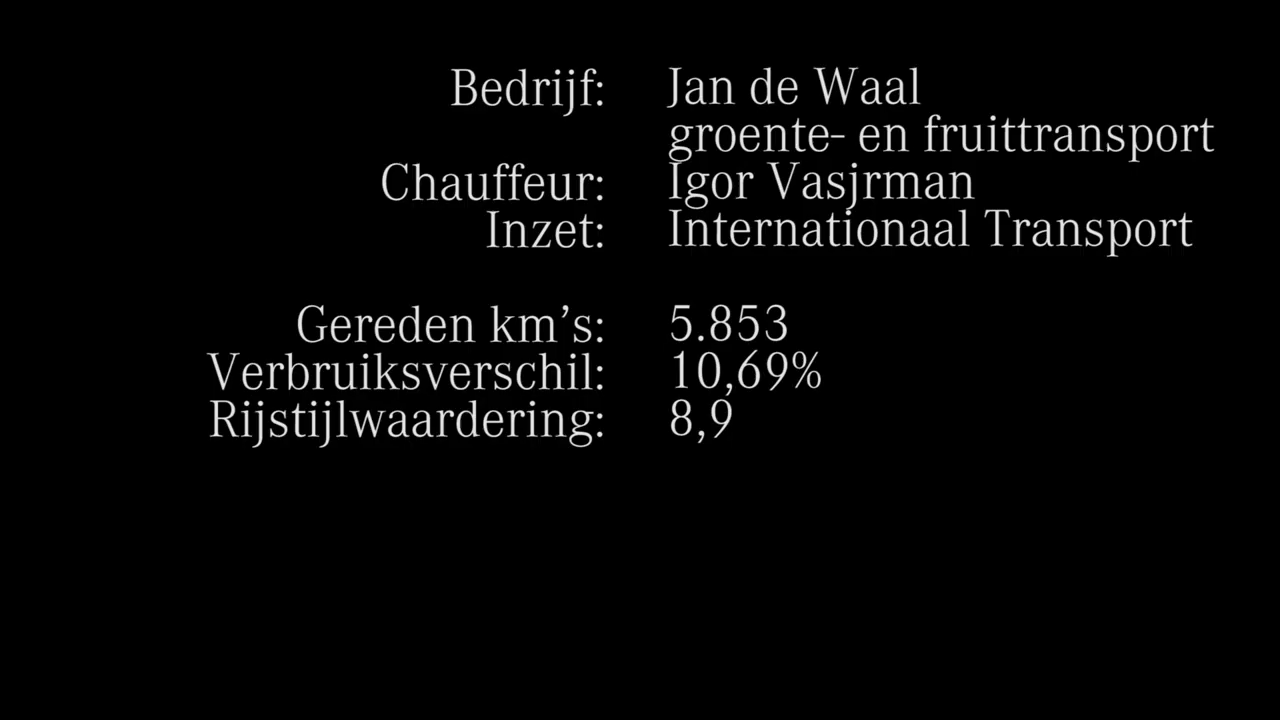 Bedrijf: Jan de Waal
groente- en fruittransport
Chauffeur: Igor Vasjrman
Inzet: Internationaal Transport
Gereden km’s: 5.853
Verbruiksverschil: 10,69%
Rijstijlwaardering: 8,9